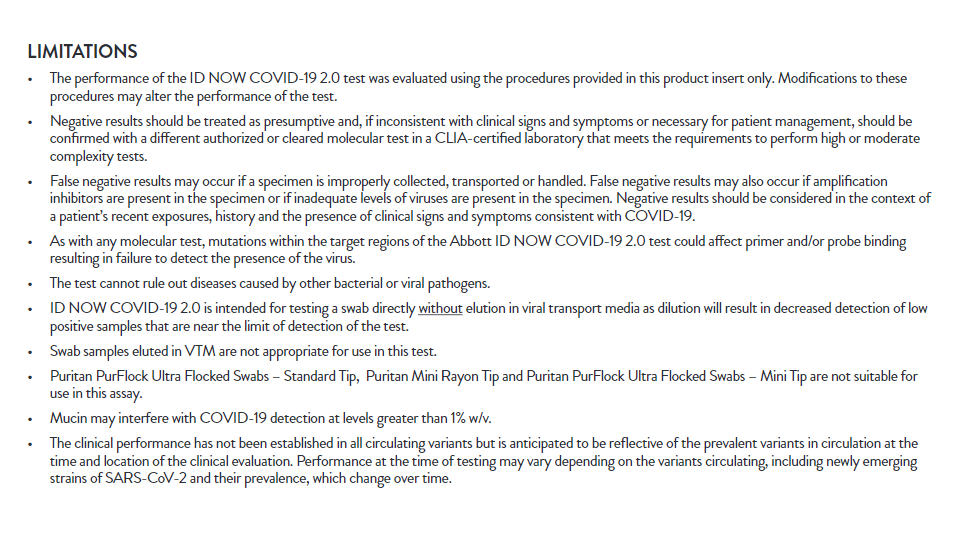 LIMITATIONS
• The performance of the ID NOW COVID-19 2.0 test was evaluated using the procedures provided in this product insert only. Modifications to these
procedures may alter the performance of the test.
• Negative results should be treated as presumptive and, if inconsistent with clinical signs and symptoms or necessary for patient management, should be
confirmed with a different authorized or cleared molecular test in a CLIA-certified laboratory that meets the requirements to perform high or moderate
complexity tests.
• False negative results may occur if a specimen is improperly collected, transported or handled. False negative results may also occur if amplification
inhibitors are present in the specimen or if inadequate levels of viruses are present in the specimen. Negative results should be considered in the context of
a patient's recent exposures, history and the presence of clinical signs and symptoms consistent with COVID-19.
• As with any molecular test, mutations within the target regions of the Abbott ID NOW COVID-19 2.0 test could affect primer and/or probe binding
resulting in failure to detect the presence of the virus.
• The test cannot rule out diseases caused by other bacterial or viral pathogens.
• ID NOW COVID-19 2.0 is intended for testing a swab directly without elution in viral transport media as dilution will result in decreased detection of low
positive samples that are near the limit of detection of the test.
• Swab samples eluted in VTM are not appropriate for use in this test.
• Puritan PurFlock Ultra Flocked Swabs – Standard Tip, Puritan Mini Rayon Tip and Puritan PurFlock Ultra Flocked Swabs – Mini Tip are not suitable for
use in this assay.
• Mucin may interfere with COVID-19 detection at levels greater than 1% w/v.
• The clinical performance has not been established in all circulating variants but is anticipated to be reflective of the prevalent variants in circulation at the
time and location of the clinical evaluation. Performance at the time of testing may vary depending on the variants circulating, including newly emerging
strains of SARS-CoV-2 and their prevalence, which change over time.